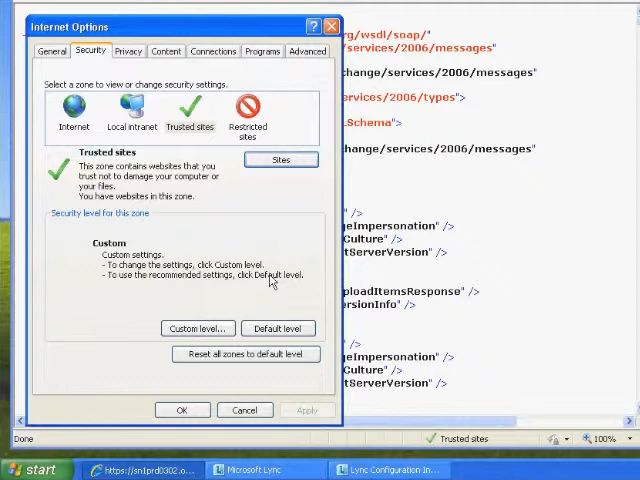 Internet Options
General Security Privacy Content Connections Programs Advanced
Select a zone to view or change security settings.
Internet Local intranet Trusted sites Restricted sites
Trusted sites
This zone contains websites that you
trust not to damage your computer or
your files.
You have websites in this zone.
Sites
Security level for this zone
Custom
Custom settings.
- To change the settings, click Custom level.
- To use the recommended settings, click Default level.
Custom level... Default level
Reset all zones to default level
OK Cancel Apply
rg/wsdl/soap/"
/services/2006/messages"
change/services/2006/messages"
services/2006/types">
LSchema">
change/services/2006/messages"
" />
geImpersonation" />
Culture" />
tServerVersion" />
ploadItemsResponse" />
ersionInfo" />
" />
geImpersonation" />
tCulture" />
tServerVersion" />
Done Trusted sites 100%
start https://sn1prd0302.o... Microsoft Lync Lync Configuration In...